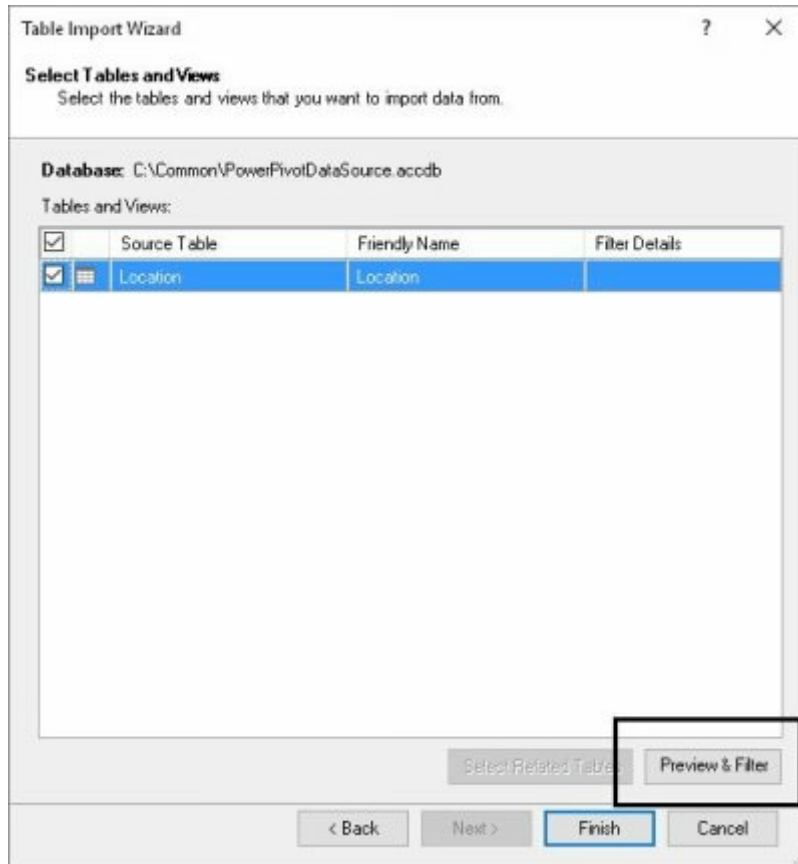 Table Import Wizard ? ✕
Select Tables and Views
Select the tables and views that you want to import data from.
Database: C:\Common\PowerPivotDataSource.accdb
Tables and Views:
Source Table Friendly Name Filter Details
Location Location
Select Related Tables Preview & Filter
< Back Next > Finish Cancel